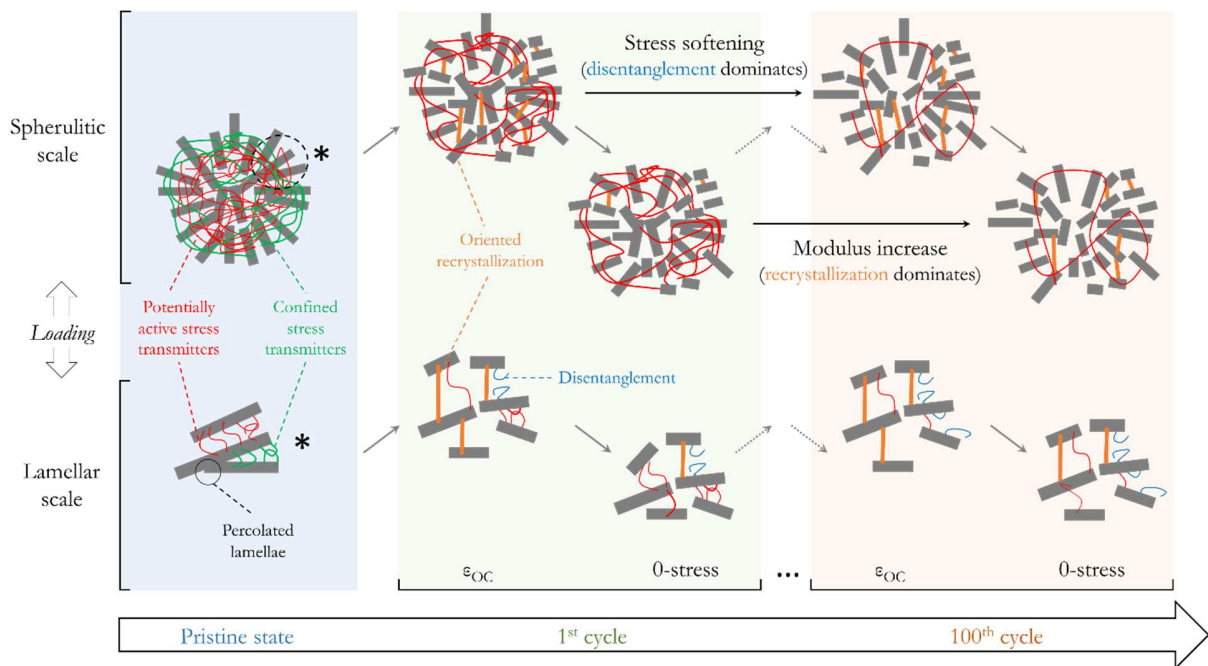 Spherulitic
scale
Loading
Lamellar
scale
*
Potentially
active stress
transmitters
Confined
stress
transmitters
*
Percolated
lamellae
Stress softening
(disentanglement dominates)
Oriented
recrystallization
Modulus increase
(recrystallization dominates)
Disentanglement
εOC
0-stress
...
εOC
0-stress
Pristine state
1st cycle
100th cycle